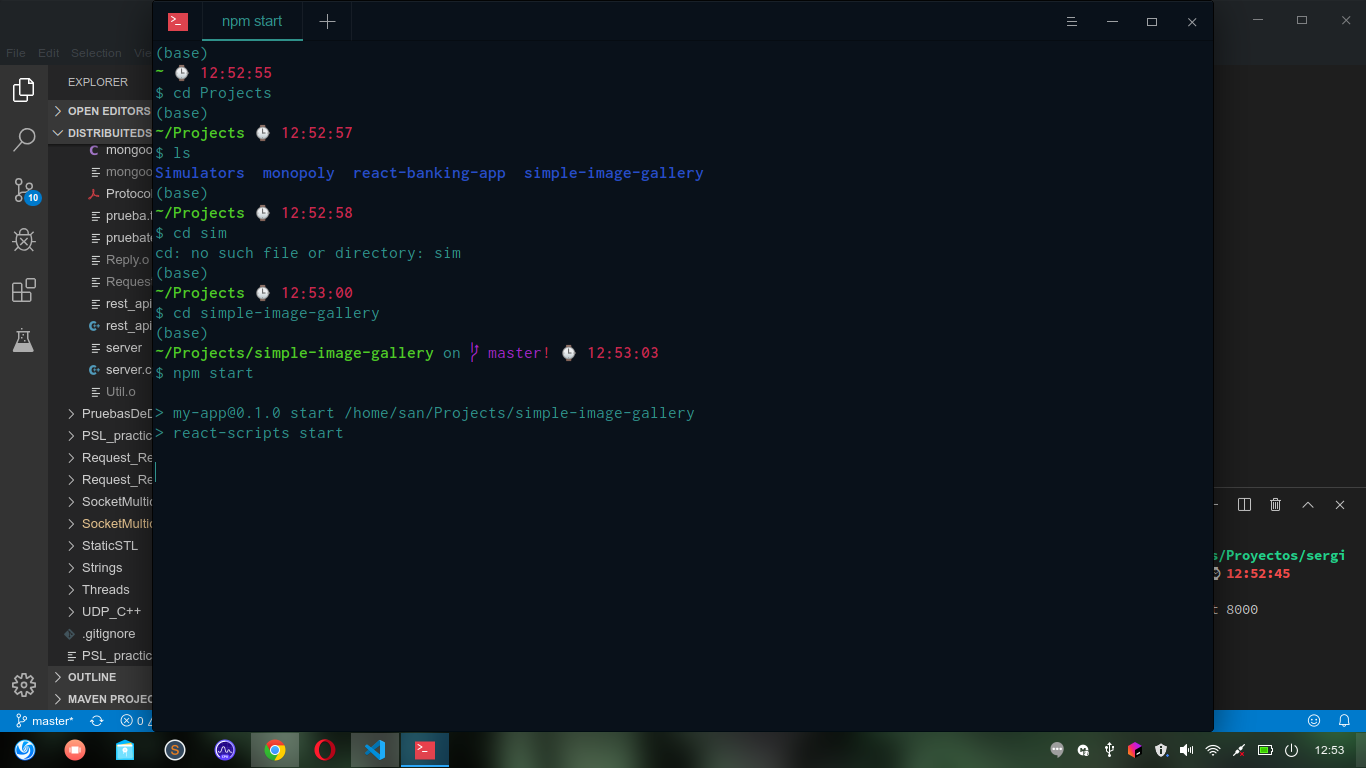 npm start
File Edit Selection
(base)
~ 12:52:55
$ cd Projects
(base)
~/Projects 12:52:57
$ ls
Simulators monopoly react-banking-app simple-image-gallery
(base)
~/Projects 12:52:58
$ cd sim
cd: no such file or directory: sim
(base)
~/Projects 12:53:00
$ cd simple-image-gallery
(base)
~/Projects/simple-image-gallery on master! 12:53:03
$ npm start
> my-app@0.1.0 start /home/san/Projects/simple-image-gallery
> react-scripts start
EXPLORER
OPEN EDITORS
DISTRIBUITEDS
mongoo
mongoo
Protocol
prueba.
pruebat
Reply.o
Request
rest_api
rest_api
server
server.c
Util.o
PruebasDeD
PSL_practic
Request_Re
Request_Re
SocketMultic
SocketMultic
StaticSTL
Strings
Threads
UDP_C++
.gitignore
PSL_practic
OUTLINE
MAVEN PROJEC
10
s/Proyectos/sergi
12:52:45
t 8000
master*
0
12:53